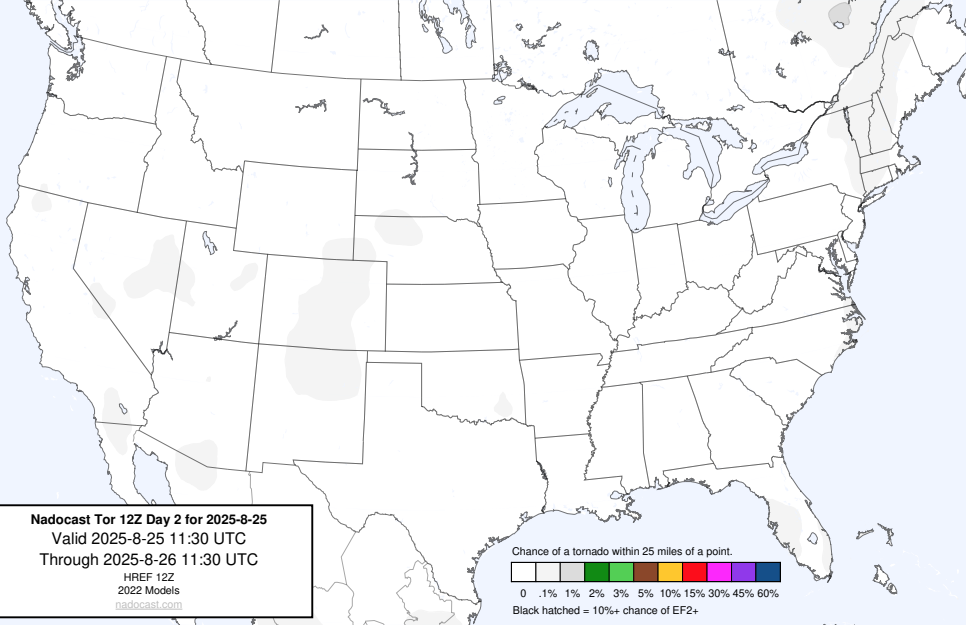 Nadocast Tor 12Z Day 2 for 2025-8-25
Valid 2025-8-25 11:30 UTC
Through 2025-8-26 11:30 UTC
HREF 12Z
2022 Models
nadocast.com
Chance of a tornado within 25 miles of a point.
0 .1% 1% 2% 3% 5% 10% 15% 30% 45% 60%
Black hatched = 10%+ chance of EF2+